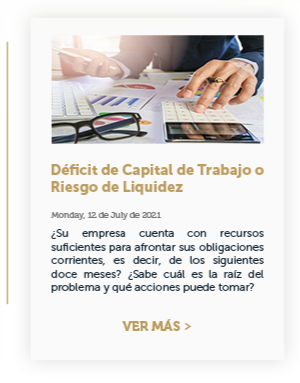 Déficit de Capital de Trabajo o
Riesgo de Liquidez
Monday, 12 de July de 2021
¿Su empresa cuenta con recursos
suficientes para afrontar sus obligaciones
corrientes, es decir, de los siguientes
doce meses? ¿Sabe cuál es la raíz del
problema y qué acciones puede tomar?
VER MÁS >